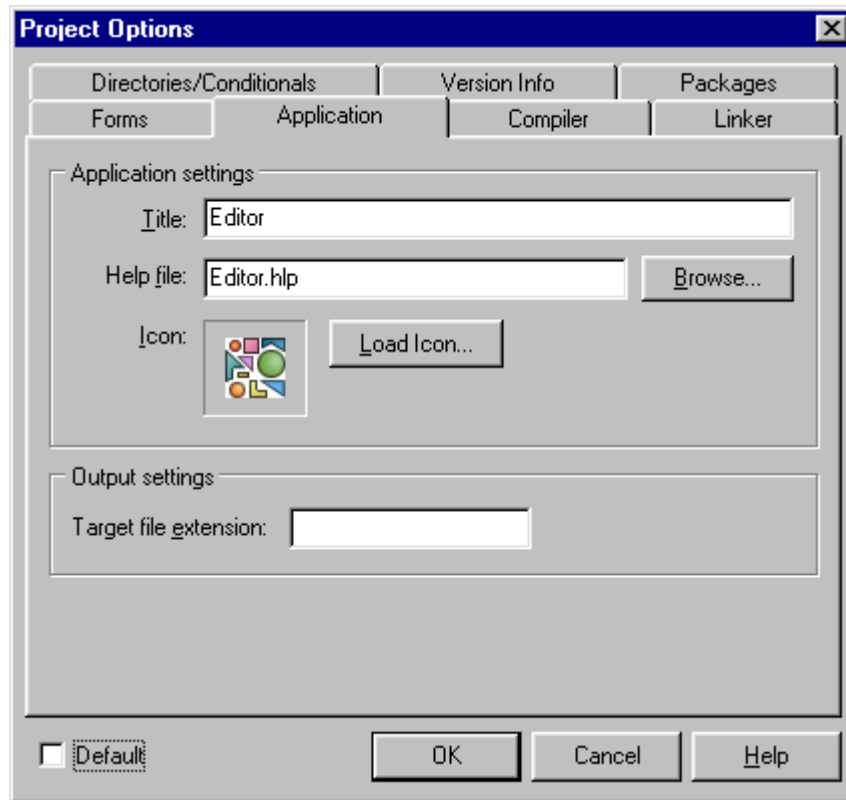 Project Options
Directories/Conditionals Version Info Packages
Forms Application Compiler Linker
Application settings
Title: Editor
Help file: Editor.hlp Browse...
Icon: Load Icon...
Output settings
Target file extension:
Default OK Cancel Help